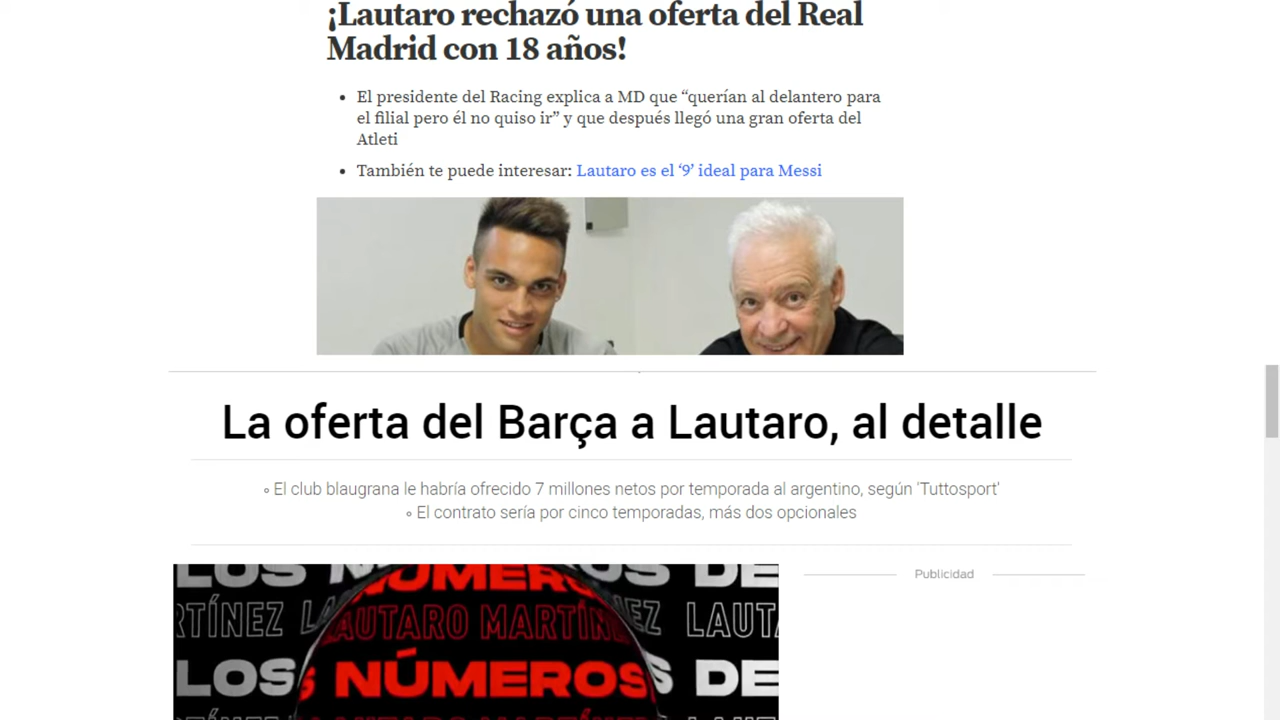 ¡Lautaro rechazó una oferta del Real
Madrid con 18 años!
• El presidente del Racing explica a MD que “querían al delantero para
el filial pero él no quiso ir” y que después llegó una gran oferta del
Atleti
• También te puede interesar: Lautaro es el ‘9’ ideal para Messi
La oferta del Barça a Lautaro, al detalle
◦ El club blaugrana le habría ofrecido 7 millones netos por temporada al argentino, según 'Tuttosport'
◦ El contrato sería por cinco temporadas, más dos opcionales
Publicidad
LOS NÚMEROS DE
RTÍNEZ LAUTARO MARTÍNEZ LAUTA
LOS NÚMEROS DE